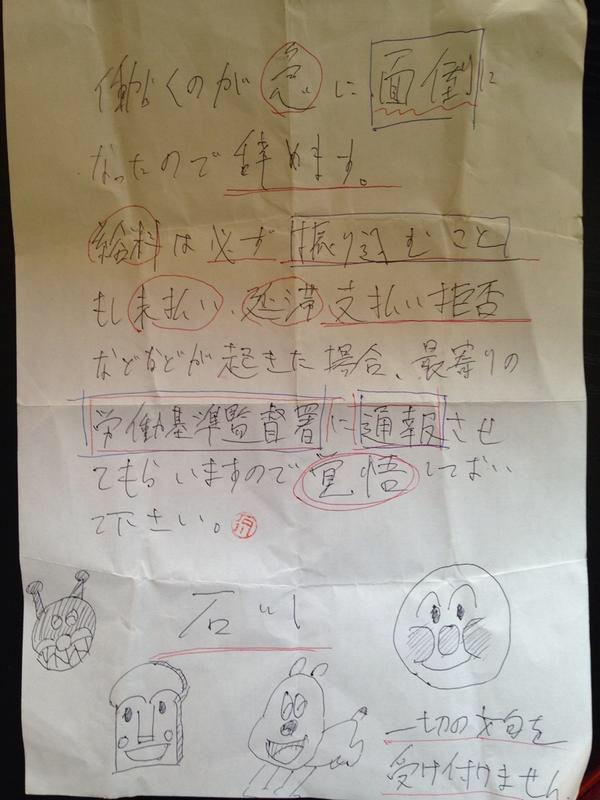 働くのが急に面倒に
なったので辞めます。
給料は必ず振り込むこと
もし未払い、延滞支払い拒否
などなどが起きた場合、最寄りの
労働基準監督署に通報させ
てもらいますので覚悟しておい
て下さい。
石川
一切の文句を
受け付けません